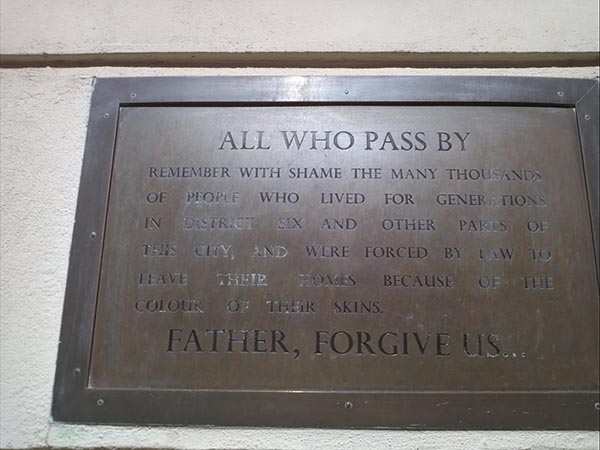 ALL WHO PASS BY
REMEMBER WITH SHAME THE MANY THOUSANDS
OF PEOPLE WHO LIVED FOR GENERATIONS
IN DISTRICT SIX AND OTHER PARTS OF
THIS CITY, AND WERE FORCED BY LAW TO
LEAVE THEIR HOMES BECAUSE OF THE
COLOUR OF THEIR SKINS.
FATHER, FORGIVE US...